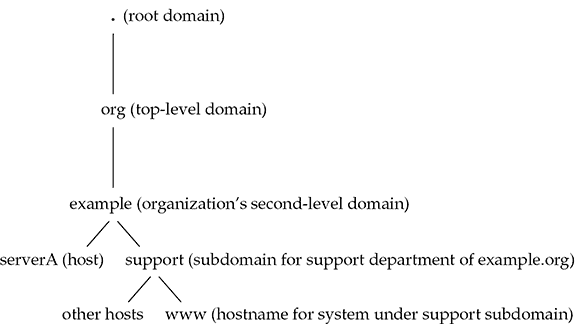 . (root domain)
org (top-level domain)
example (organization’s second-level domain)
serverA (host) support (subdomain for support department of example.org)
other hosts www (hostname for system under support subdomain)